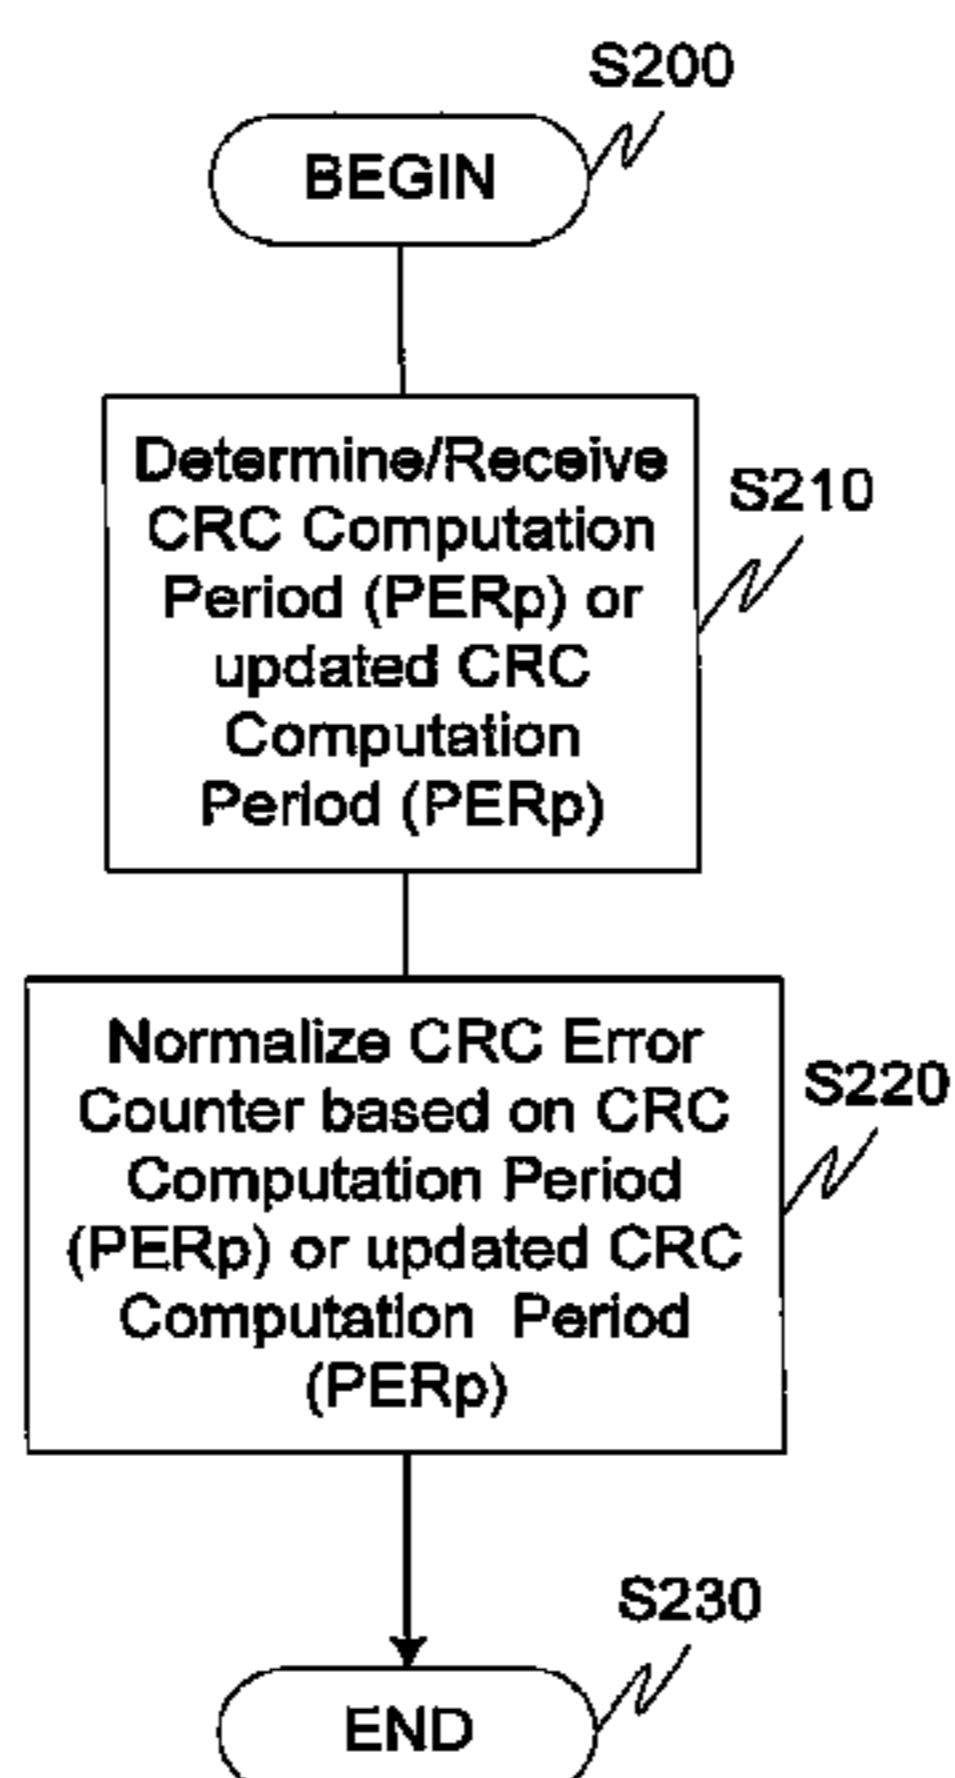 S200
BEGIN
Determine/Receive
S210
CRC Computation
Period (PERp) or
updated CRC
Computation
Period (PERp)
Normalize CRC Error
S220
Counter based on CRC
Computation Period
(PERp) or updated CRC
Computation Period
(PERp)
S230
END